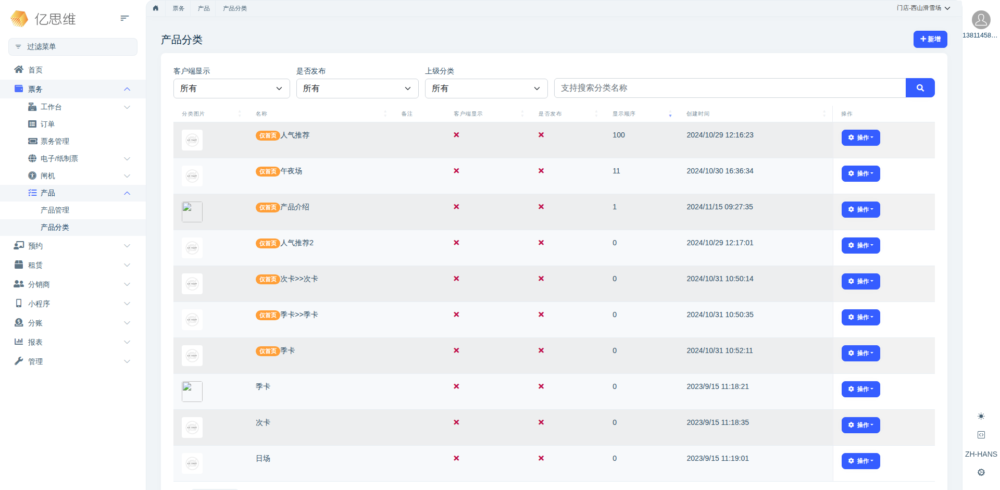 亿思维
过滤菜单
首页
票务
工作台
订单
票务管理
电子/纸制票
闸机
产品
产品管理
产品分类
预约
租赁
分销商
小程序
分账
报表
管理
票务 产品 产品分类
门店-西山滑雪场
产品分类
新增
客户端显示 是否发布 上级分类
所有 所有 所有 支持搜索分类名称
分类图片 名称 备注 客户端显示 是否发布 显示顺序 创建时间 操作
仅首页 人气推荐 100 2024/10/29 12:16:23 操作
仅首页 午夜场 11 2024/10/30 16:36:34 操作
仅首页 产品介绍 1 2024/11/15 09:27:35 操作
仅首页 人气推荐2 0 2024/10/29 12:17:01 操作
仅首页 次卡>>次卡 0 2024/10/31 10:50:14 操作
仅首页 季卡>>季卡 0 2024/10/31 10:50:35 操作
仅首页 季卡 0 2024/10/31 10:52:11 操作
季卡 0 2023/9/15 11:18:21 操作
次卡 0 2023/9/15 11:18:35 操作
日场 0 2023/9/15 11:19:01 操作
13811458...
ZH-HANS